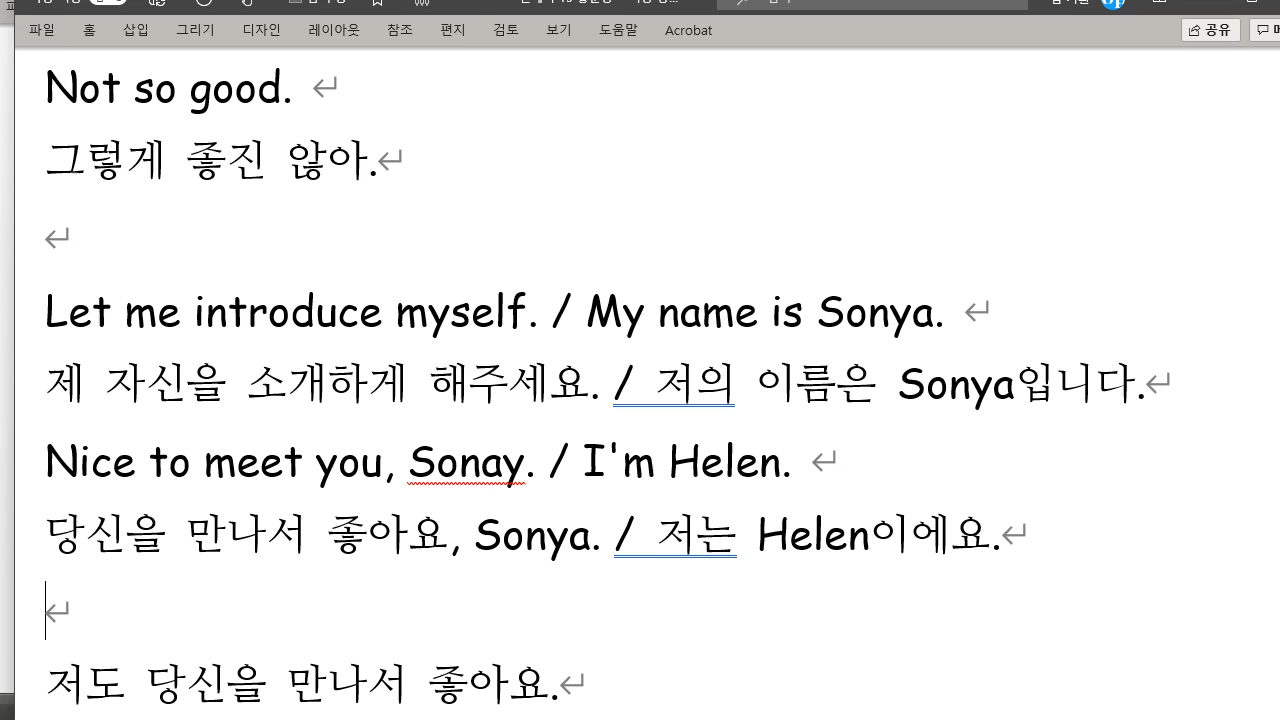 파일 홈 삽입 그리기 디자인 레이아웃 참조 편지 검토 보기 도움말 Acrobat 공유
Not so good. ↵
그렇게 좋진 않아.↵
↵
Let me introduce myself. / My name is Sonya. ↵
제 자신을 소개하게 해주세요. / 저의 이름은 Sonya입니다.↵
Nice to meet you, Sonay. / I'm Helen. ↵
당신을 만나서 좋아요, Sonya. / 저는 Helen이에요.↵
↵
저도 당신을 만나서 좋아요.↵